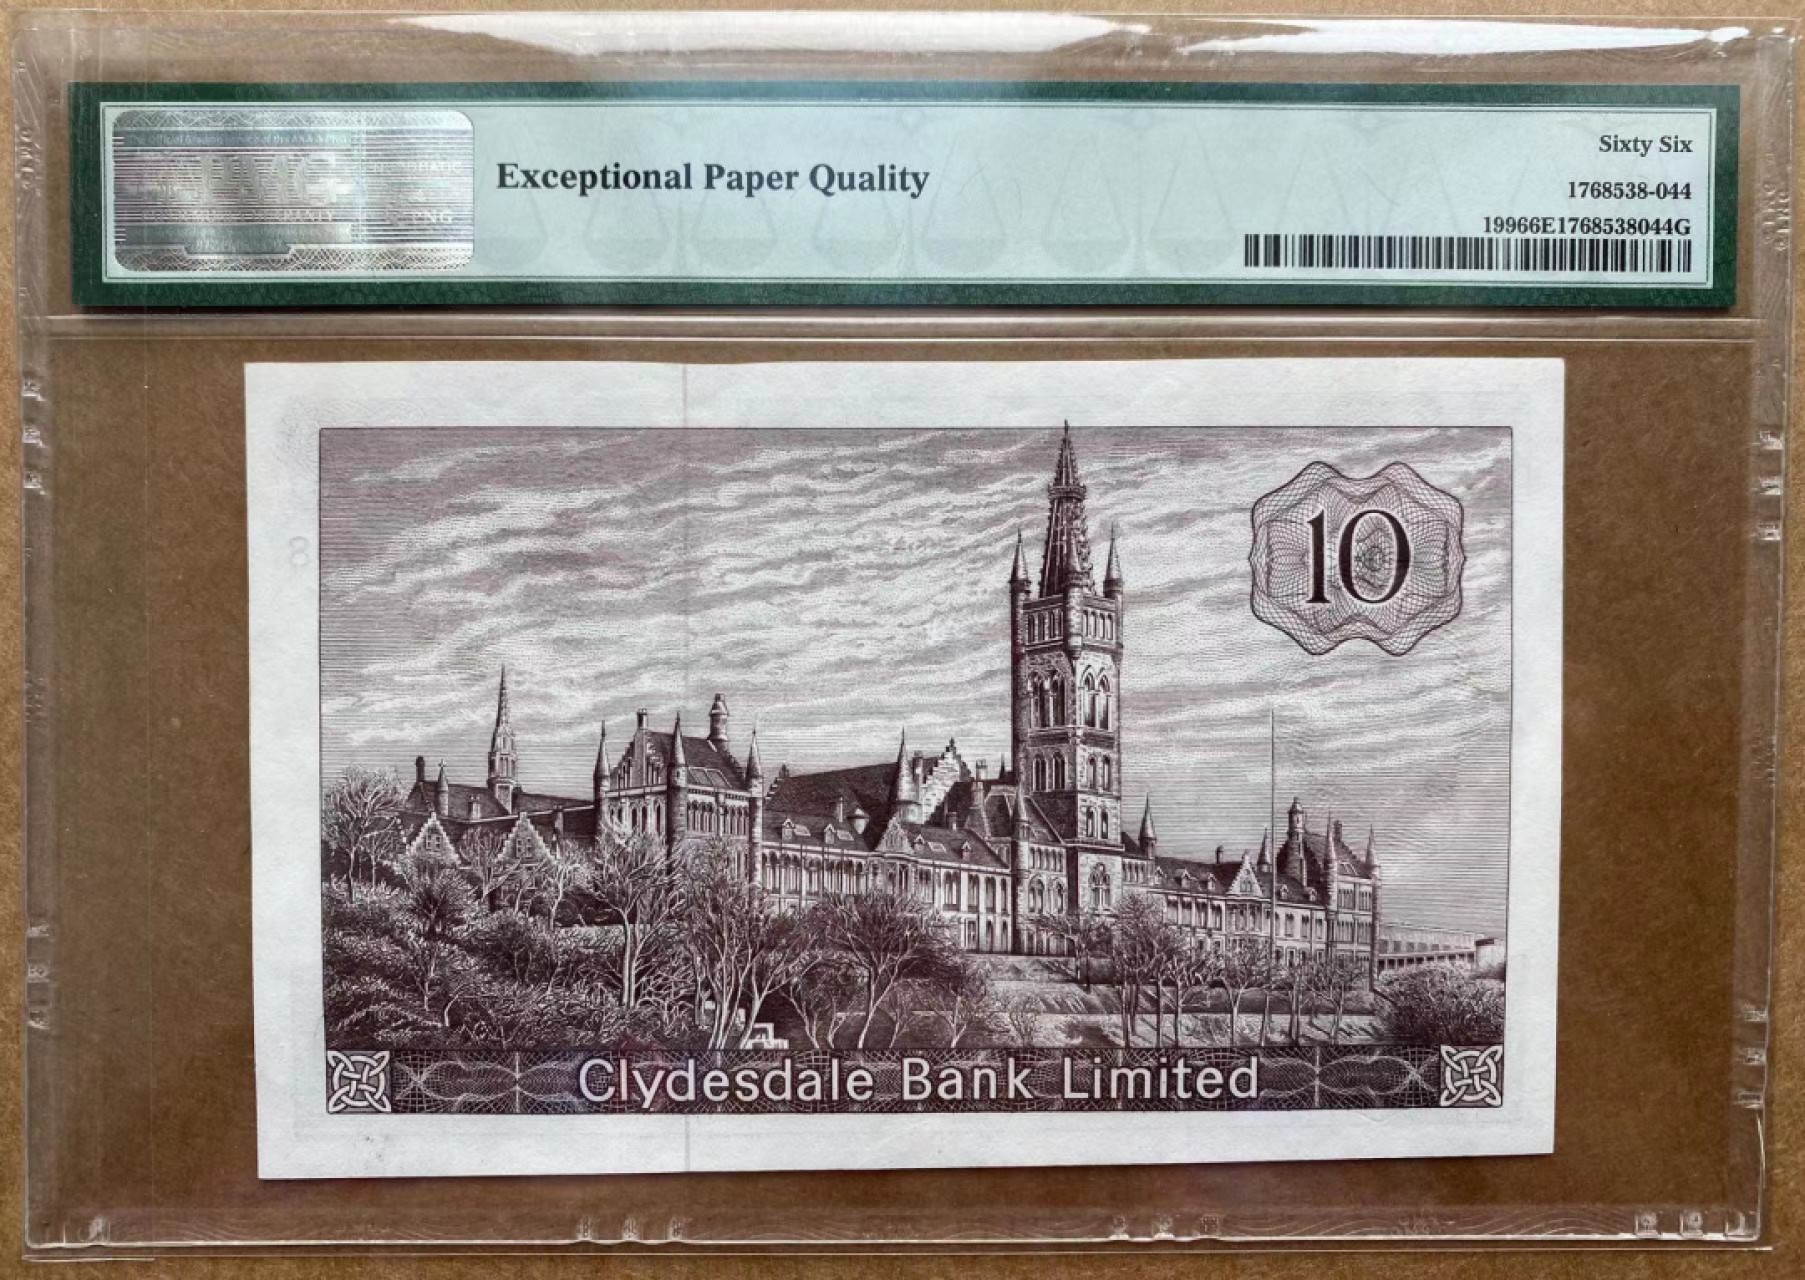 Exceptional Paper Quality
Sixty Six
1768538-044
19966E1768538044G
10
Clydesdale Bank Limited